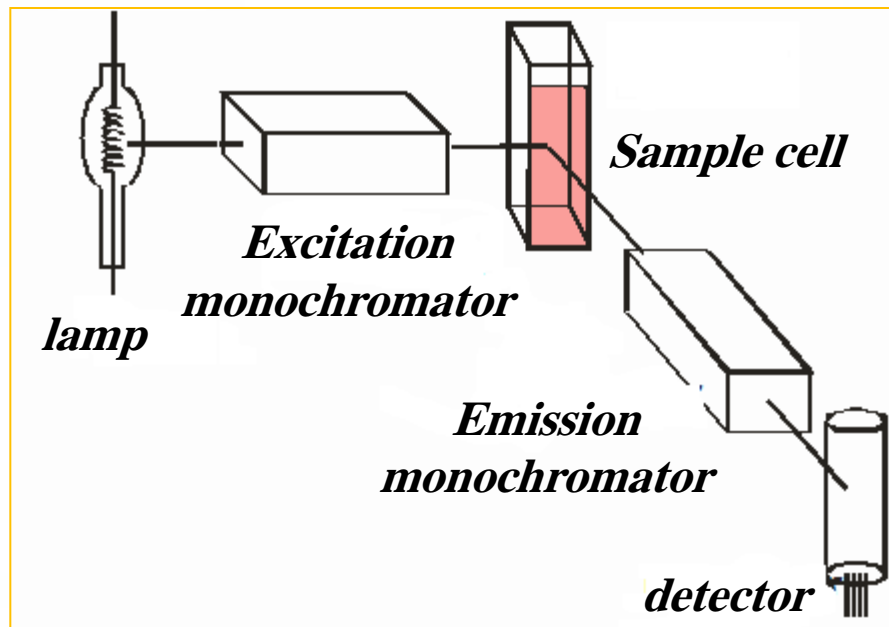 Sample cell
Excitation
monochromator
lamp
Emission
monochromator
detector